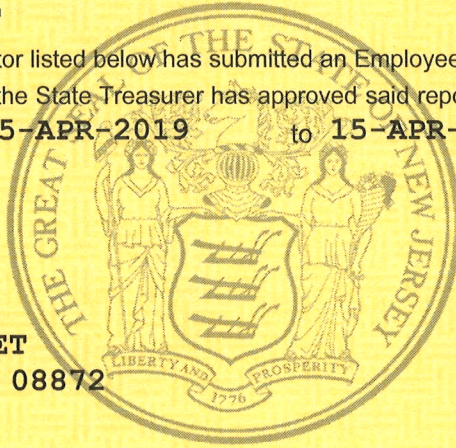 tor listed below has submitted an Employee
the State Treasurer has approved said repo
5-APR-2019 to 15-APR-
THE GREAT SEAL OF THE STATE OF NEW JERSEY
ET
LIBERTY AND PROSPERITY
08872
1776